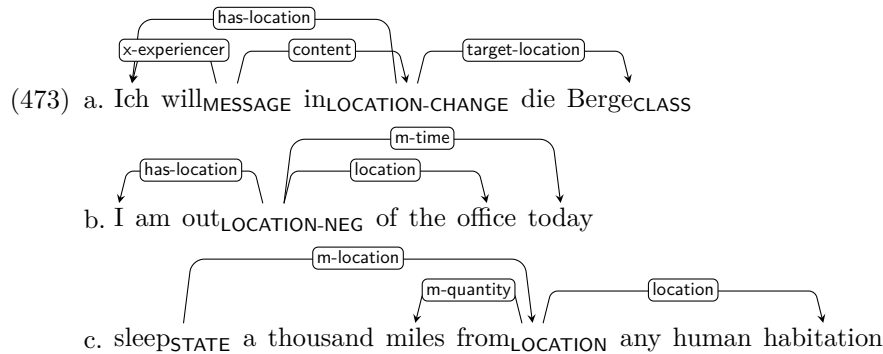 has-location
x-experiencer content target-location
(473) a. Ich willMESSAGE inLOCATION-CHANGE die BergeCLASS
m-time
has-location location
b. I am outLOCATION-NEG of the office today
m-location
m-quantity location
c. sleepSTATE a thousand miles fromLOCATION any human habitation